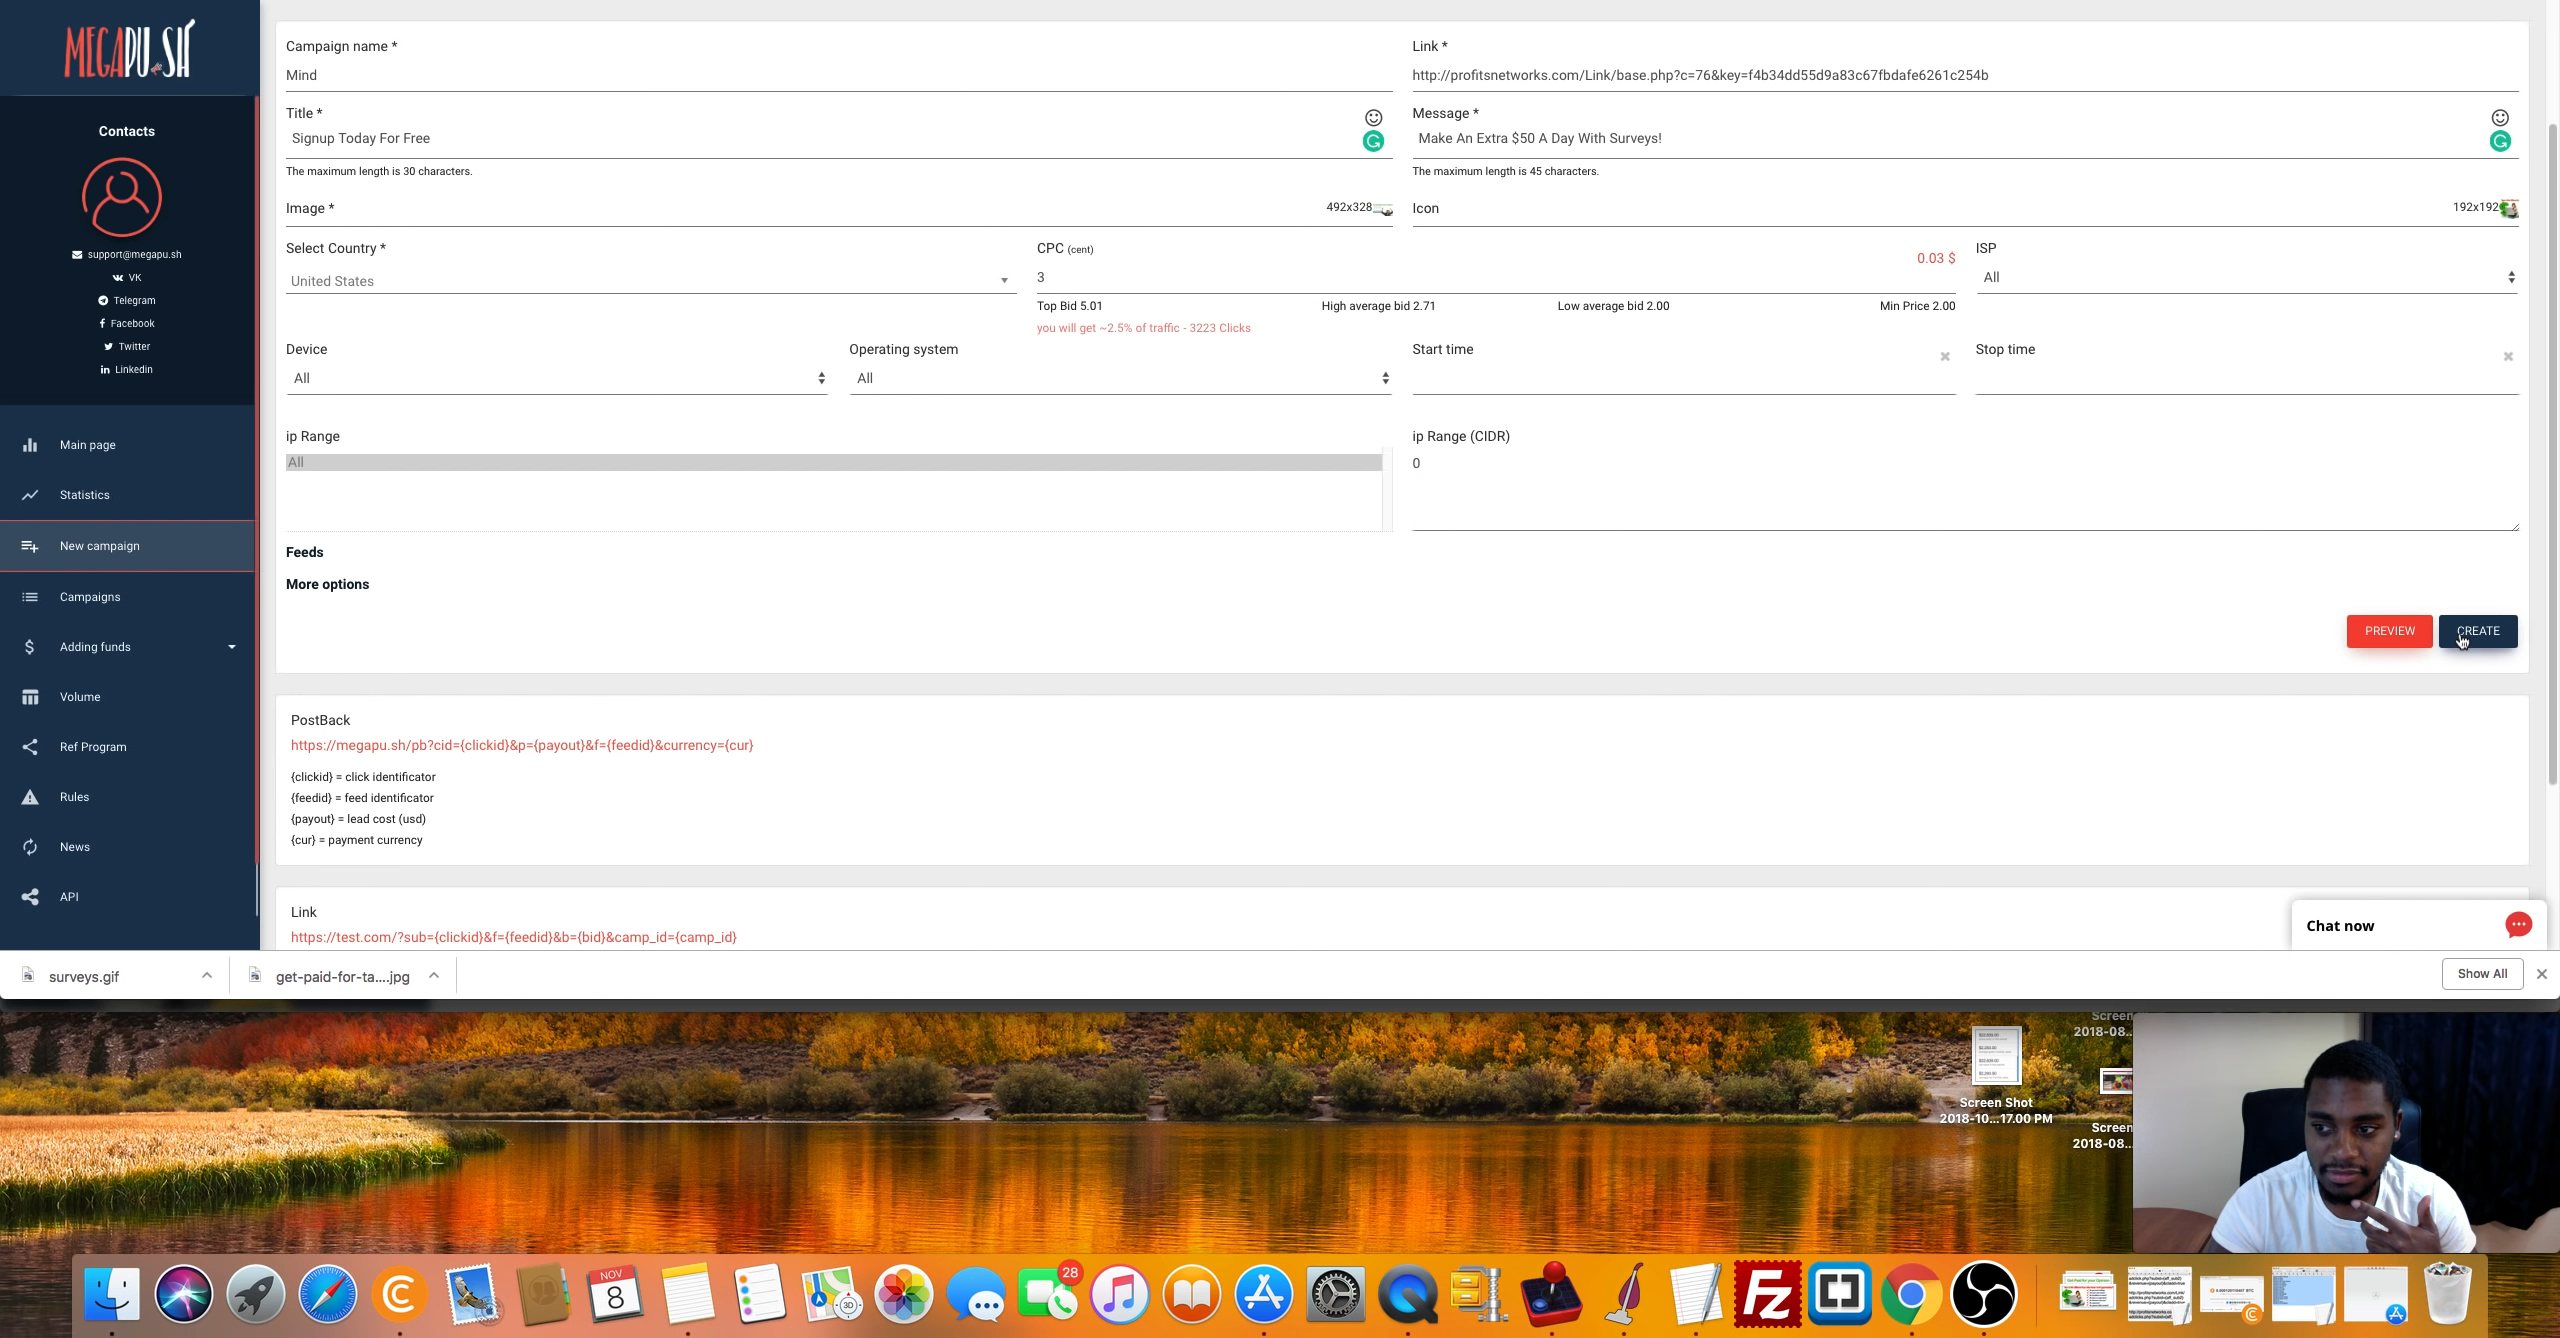 MEGAPU.SH
Contacts
support@megapu.sh
VK
Telegram
Facebook
Twitter
Linkedin
Main page
Statistics
New campaign
Campaigns
Adding funds
Volume
Ref Program
Rules
News
API
Campaign name *
Mind
Link *
http://profitsnetworks.com/Link/base.php?c=76&key=f4b34dd55d9a83c67fbdafe6261c254b
Title *
Signup Today For Free
The maximum length is 30 characters.
Message *
Make An Extra $50 A Day With Surveys!
The maximum length is 45 characters.
Image *
492x328
Icon
192x192
Select Country *
United States
CPC (cent)
0.03 $
3
Top Bid 5.01
High average bid 2.71
Low average bid 2.00
Min Price 2.00
you will get ~2.5% of traffic - 3223 Clicks
ISP
All
Device
All
Operating system
All
Start time
Stop time
ip Range
All
ip Range (CIDR)
0
Feeds
More options
PREVIEW
CREATE
PostBack
https://megapu.sh/pb?cid={clickid}&p={payout}&f={feedid}&currency={cur}
{clickid} = click identificator
{feedid} = feed identificator
{payout} = lead cost (usd)
{cur} = payment currency
Link
https://test.com/?sub={clickid}&f={feedid}&b={bid}&camp_id={camp_id}
Chat now
surveys.gif
get-paid-for-ta....jpg
Show All
Screen
2018-08...
Screen Shot
2018-10...17.00 PM
Screen
2018-08...
NOV
8
3D
28
Fz